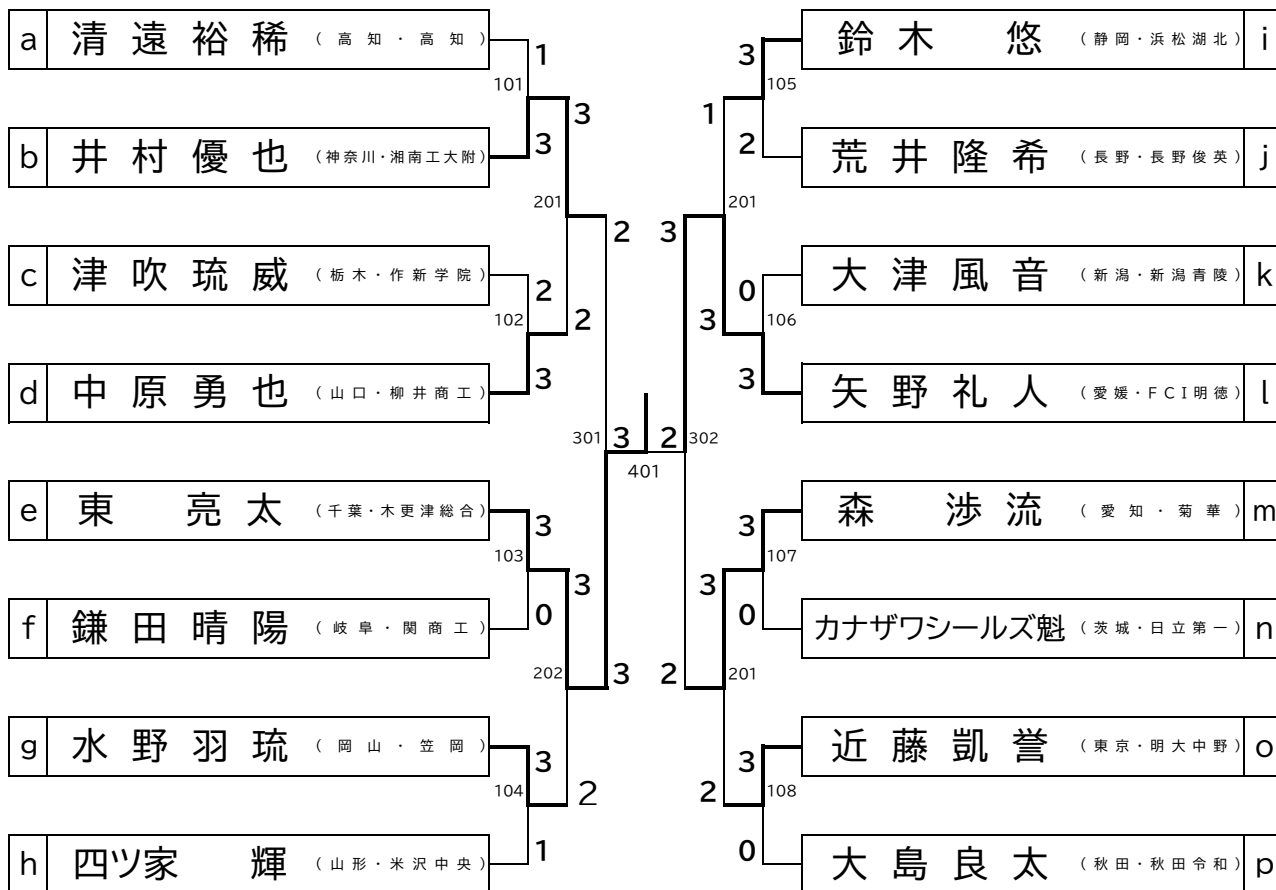 a 清遠裕稀 (高知・高知)
1
101
3
b 井村優也 (神奈川・湘南工大附)
3
201
2
c 津吹琉威 (栃木・作新学院)
2
102
2
d 中原勇也 (山口・柳井商工)
3
301
3
e 東 亮太 (千葉・木更津総合)
3
103
3
f 鎌田晴陽 (岐阜・関商工)
0
202
3
g 水野羽琉 (岡山・笠岡)
3
104
2
h 四ツ家 輝 (山形・米沢中央)
1
401
鈴木 悠 (静岡・浜松湖北) i
3
105
1
荒井隆希 (長野・長野俊英) j
2
201
3
大津風音 (新潟・新潟青陵) k
0
106
3
矢野礼人 (愛媛・FCI明徳) l
3
2
302
森 渉流 (愛知・菊華) m
3
107
3
カナザワシールズ魁 (茨城・日立第一) n
0
201
2
近藤凱誉 (東京・明大中野) o
3
108
2
大島良太 (秋田・秋田令和) p
0